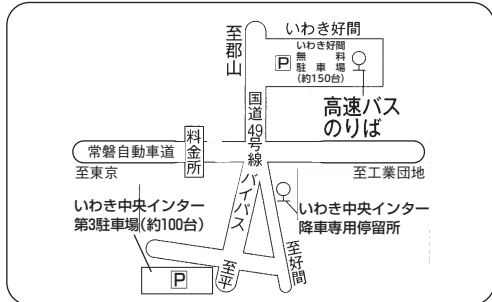 いわき好間
至郡山
P
いわき好間
無料
駐車場
(約150台)
高速バス
のりば
国道49号線バイパス
料金所
常磐自動車道
至東京
至工業団地
いわき中央インター
第3駐車場(約100台)
いわき中央インター
降車専用停留所
至平
至好間
P